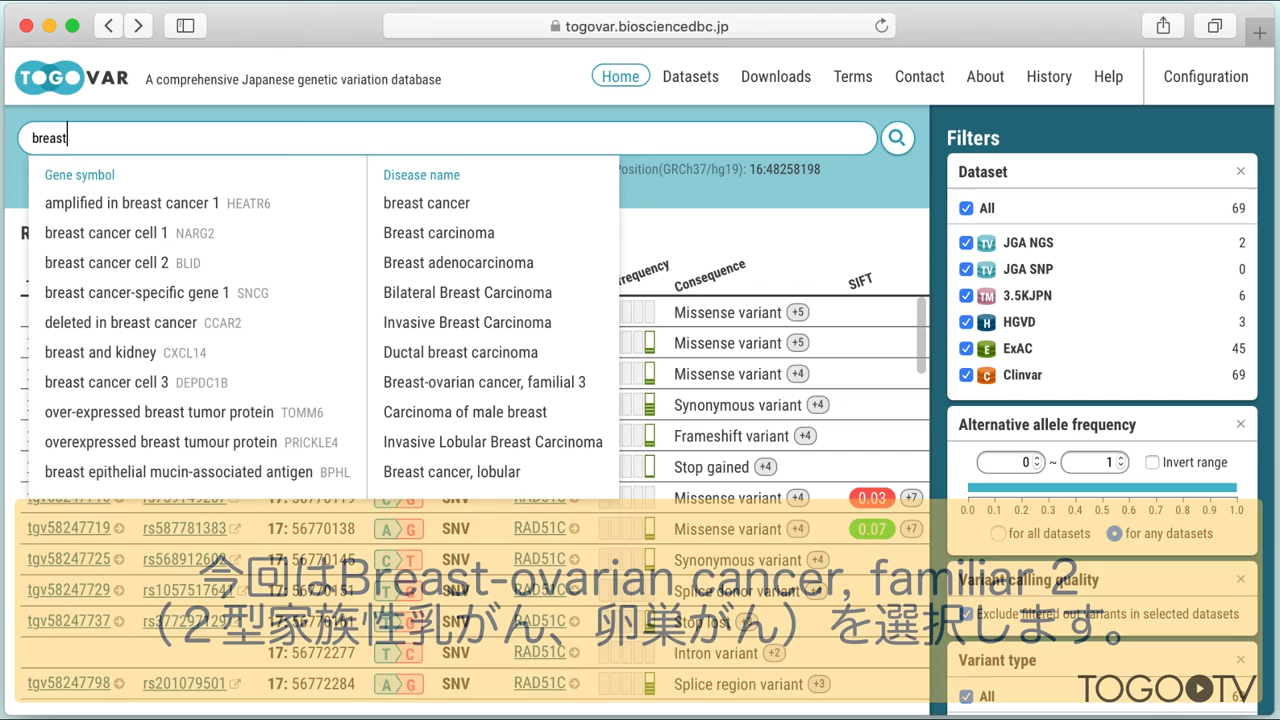 togovar.biosciencedbc.jp
TOGOVAR A comprehensive Japanese genetic variation database
Home Datasets Downloads Terms Contact About History Help Configuration
breast
Position(GRCh37/hg19): 16:48258198
Gene symbol
amplified in breast cancer 1 HEATR6
breast cancer cell 1 NARG2
breast cancer cell 2 BLID
breast cancer-specific gene 1 SNCG
deleted in breast cancer CCAR2
breast and kidney CXCL14
breast cancer cell 3 DEPDC1B
over-expressed breast tumor protein TOMM6
overexpressed breast tumour protein PRICKLE4
breast epithelial mucin-associated antigen BPHL
Disease name
breast cancer
Breast carcinoma
Breast adenocarcinoma
Bilateral Breast Carcinoma
Invasive Breast Carcinoma
Ductal breast carcinoma
Breast-ovarian cancer, familial 3
Carcinoma of male breast
Invasive Lobular Breast Carcinoma
Breast cancer, lobular
Consequence SIFT
Missense variant +5
Missense variant +5
Missense variant +4
Synonymous variant +4
Frameshift variant +4
Stop gained +4
Missense variant +4 0.03 +7
tgv58247719 rs587781383 17: 56770138 A G SNV RAD51C Missense variant +4 0.07 +7
tgv58247725 17: 56770145 C T SNV RAD51C Synonymous variant +4
tgv58247729 17: 56770151 SNV RAD51C Splice donor variant
tgv58247737 SNV RAD51C Stop lost
17: 56772277 T C SNV RAD51C Intron variant +2
tgv58247798 rs201079501 17: 56772284 A G SNV RAD51C Splice region variant +3
今回はBreast-ovarian cancer, familiar 2
（2型家族性乳がん、卵巣がん）を選択します。
Filters
Dataset
All 69
JGA NGS 2
JGA SNP 0
3.5KJPN 6
HGVD 3
ExAC 45
Clinvar 69
Alternative allele frequency
0 ~ 1 Invert range
0.0 0.1 0.2 0.3 0.4 0.5 0.6 0.7 0.8 0.9 1.0
for all datasets for any datasets
Variant calling quality
Exclude filtered out variants in selected datasets
Variant type
All
TOGO TV